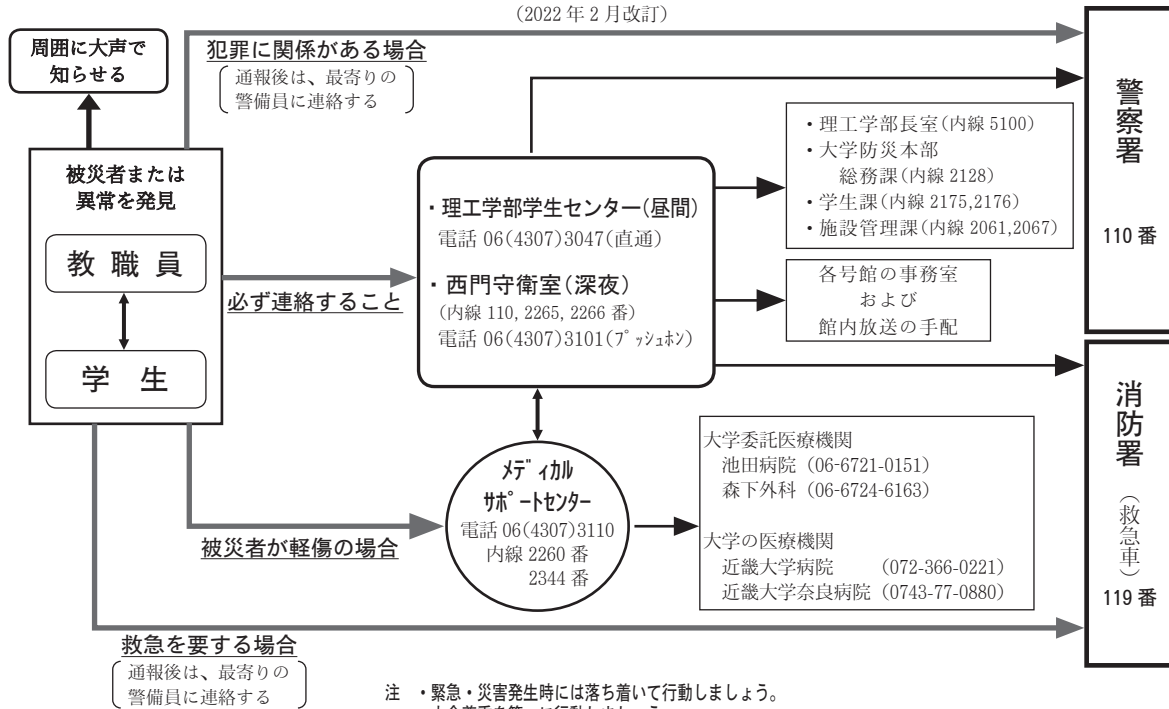 （2022 年 2 月改訂）
周囲に大声で
知らせる
犯罪に関係がある場合
通報後は、最寄りの
警備員に連絡する
被災者または
異常を発見
教 職 員
学 生
必ず連絡すること
・理工学部学生センター(昼間)
電話 06(4307)3047(直通)
・西門守衛室(深夜)
(内線 110, 2265, 2266 番)
電話 06(4307)3101(ﾌﾟｯｼｭﾎﾝ)
・理工学部長室(内線 5100)
・大学防災本部
総務課(内線 2128)
・学生課(内線 2175,2176)
・施設管理課(内線 2061,2067)
各号館の事務室
および
館内放送の手配
警察署
110 番
消防署
（救急車）
119 番
ﾒﾃﾞｨｶﾙ
ｻﾎﾟｰﾄｾﾝﾀｰ
電話 06(4307)3110
内線 2260 番
2344 番
被災者が軽傷の場合
大学委託医療機関
池田病院（06-6721-0151）
森下外科（06-6724-6163）
大学の医療機関
近畿大学病院 （072-366-0221）
近畿大学奈良病院（0743-77-0880）
救急を要する場合
通報後は、最寄りの
警備員に連絡する
注 ・緊急・災害発生時には落ち着いて行動しましょう。